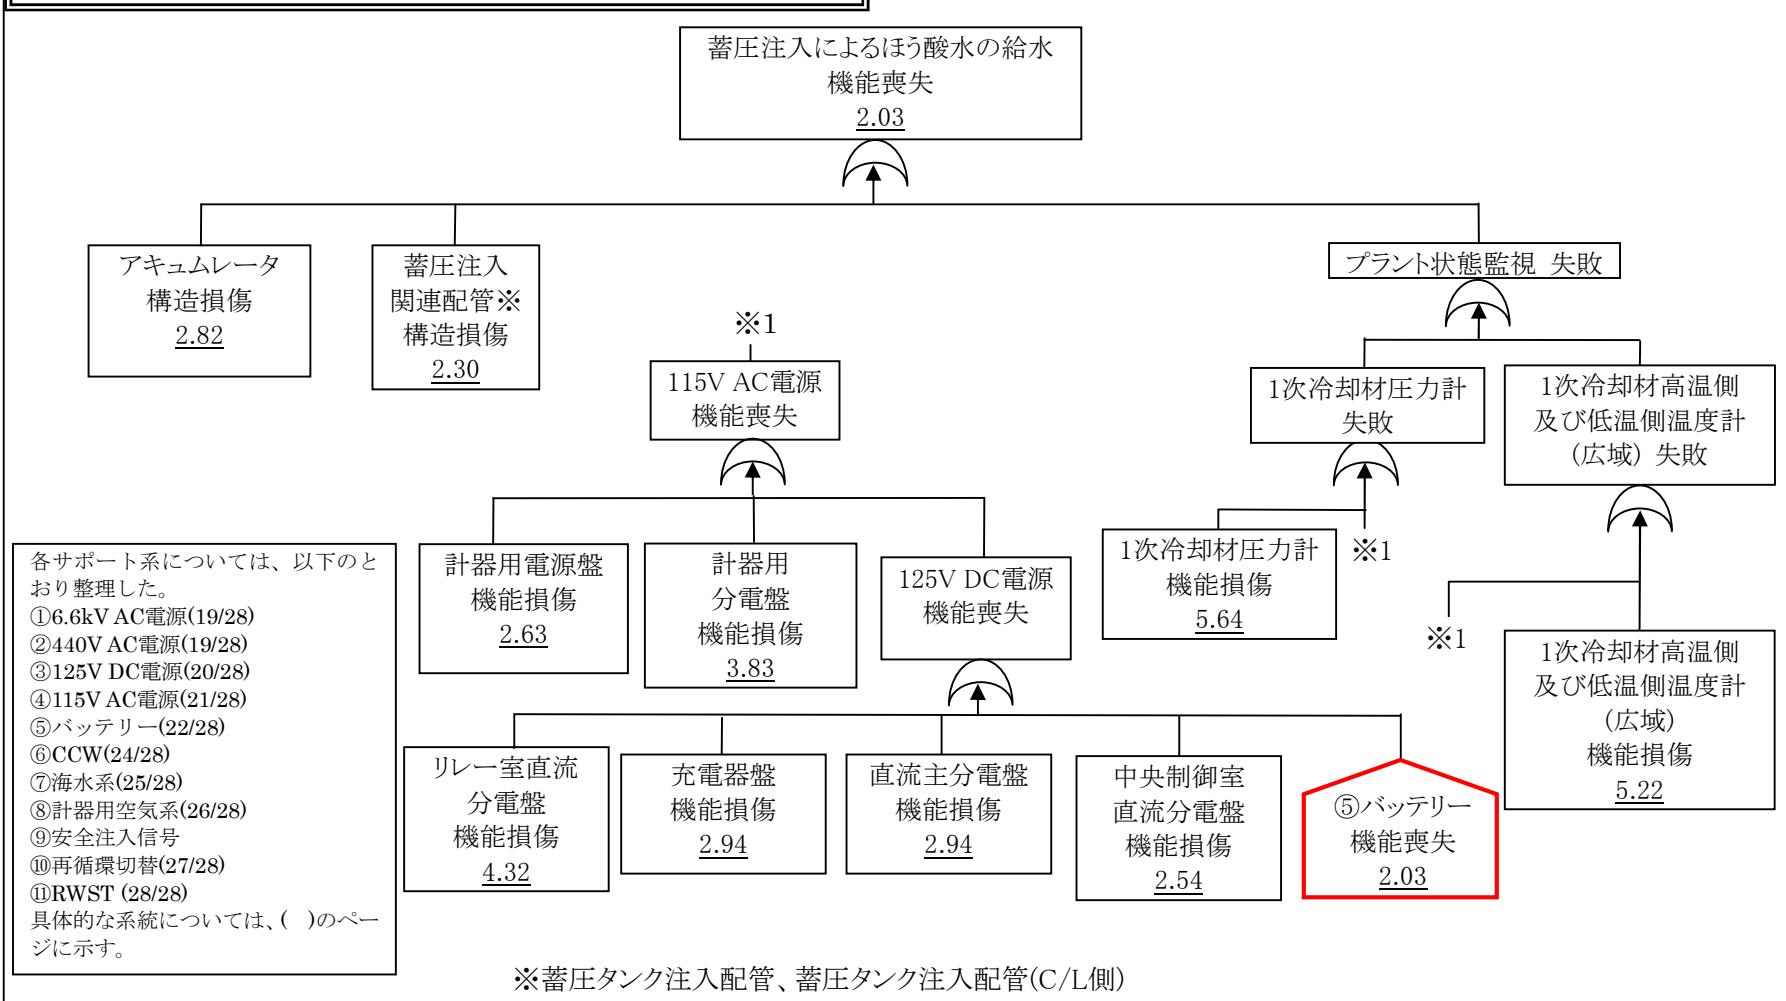 蓄圧注入によるほう酸水の給水
機能喪失
2.03
アキュムレータ
構造損傷
2.82
蓄圧注入
関連配管※
構造損傷
2.30
※1
115V AC電源
機能喪失
プラント状態監視 失敗
1次冷却材圧力計
失敗
1次冷却材高温側
及び低温側温度計
(広域) 失敗
計器用電源盤
機能損傷
2.63
計器用
分電盤
機能損傷
3.83
125V DC電源
機能喪失
1次冷却材圧力計
機能損傷
5.64
※1
※1
1次冷却材高温側
及び低温側温度計
(広域)
機能損傷
5.22
リレー室直流
分電盤
機能損傷
4.32
充電器盤
機能損傷
2.94
直流主分電盤
機能損傷
2.94
中央制御室
直流分電盤
機能損傷
2.54
⑤バッテリー
機能喪失
2.03
各サポート系については、以下のと
おり整理した。
①6.6kV AC電源(19/28)
②440V AC電源(19/28)
③125V DC電源(20/28)
④115V AC電源(21/28)
⑤バッテリー(22/28)
⑥CCW(24/28)
⑦海水系(25/28)
⑧計器用空気系(26/28)
⑨安全注入信号
⑩再循環切替(27/28)
⑪RWST (28/28)
具体的な系統については、( )のペー
ジに示す。
※蓄圧タンク注入配管、蓄圧タンク注入配管(C/L側)